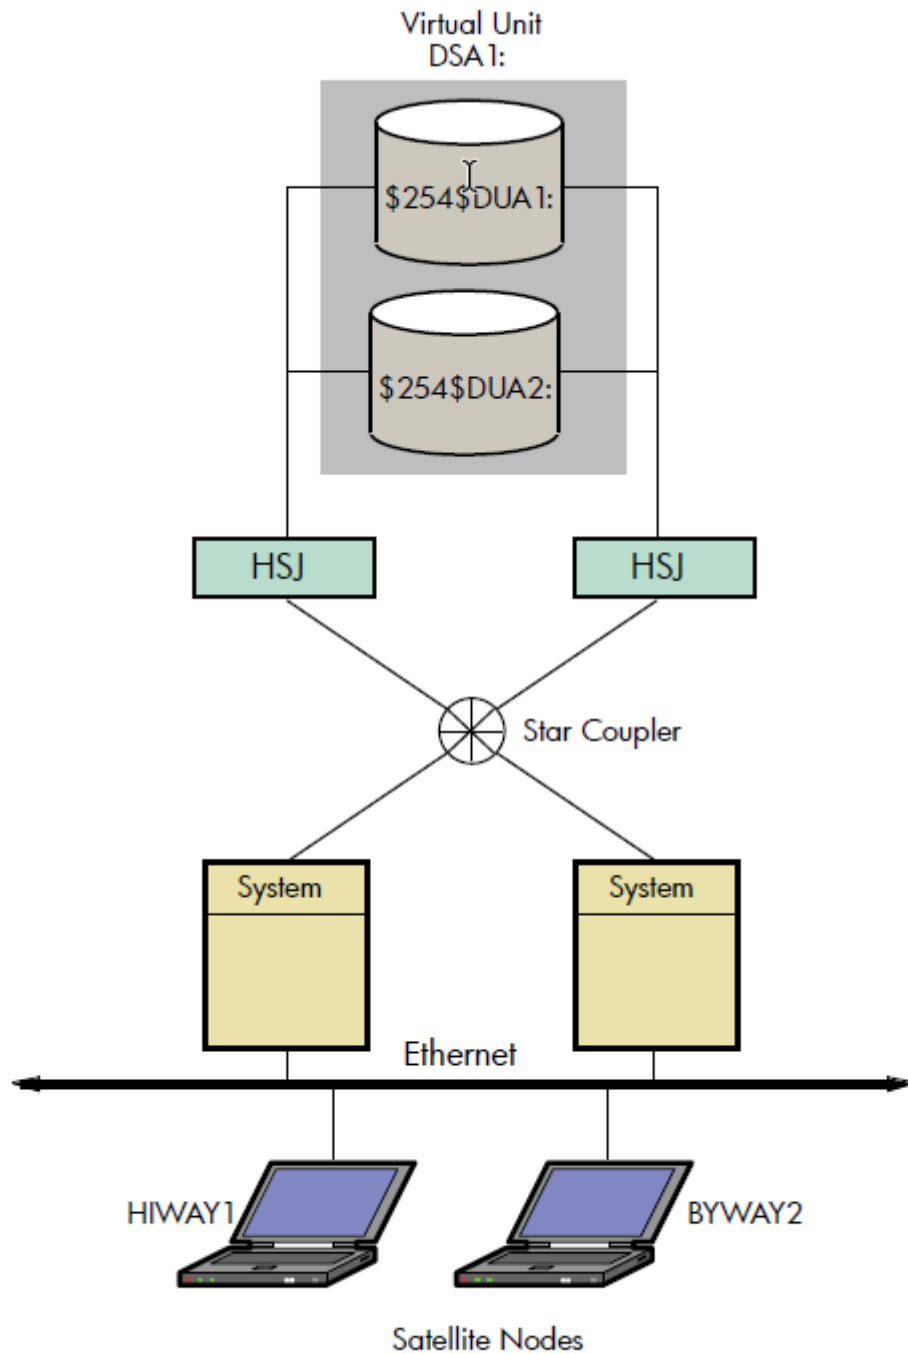 Virtual Unit
DSA1:
$254$DUA1:
$254$DUA2:
HSJ
HSJ
Star Coupler
System
System
Ethernet
HIWAY1
BYWAY2
Satellite Nodes